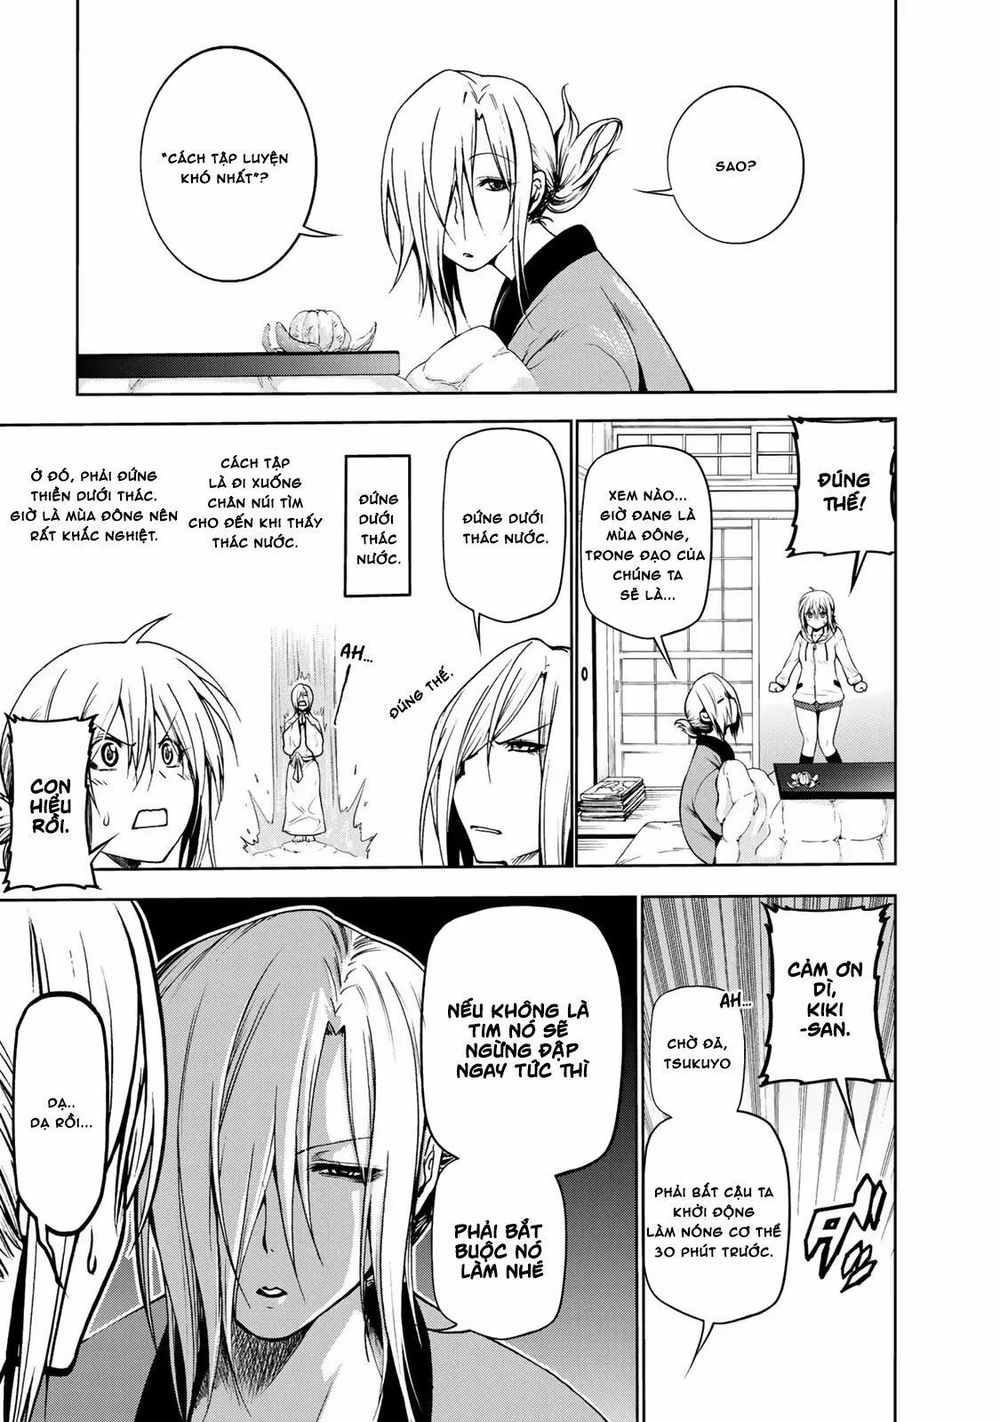 SAO?
"CÁCH TẬP LUYỆN
KHÓ NHẤT"?
ĐÚNG
THẾ!
XEM NÀO...
GIỜ ĐANG LÀ
MÙA ĐÔNG,
TRONG ĐẠO CỦA
CHÚNG TA
SẼ LÀ...
ĐỨNG DƯỚI
THÁC NƯỚC.
ĐỨNG
DƯỚI
THÁC
NƯỚC.
CÁCH TẬP
LÀ ĐI XUỐNG
CHÂN NÚI TÌM
CHO ĐẾN KHI THẤY
THÁC NƯỚC.
Ở ĐÓ, PHẢI ĐỨNG
THIỀN DƯỚI THÁC.
GIỜ LÀ MÙA ĐÔNG NÊN
RẤT KHẮC NGHIỆT.
ĐÚNG THẾ.
AH...
CON
HIỂU
RỒI.
CẢM ƠN
DÌ,
KIKI
-SAN.
AH...
CHỜ ĐÃ,
TSUKUYO
PHẢI BẮT CẬU TA
KHỞI ĐỘNG
LÀM NÓNG CƠ THỂ
30 PHÚT TRƯỚC.
ダッ
NẾU KHÔNG LÀ
TIM NÓ SẼ
NGỪNG ĐẬP
NGAY TỨC THÌ
PHẢI BẮT
BUỘC NÓ
LÀM NHÉ
DẠ..
DẠ RỒI...